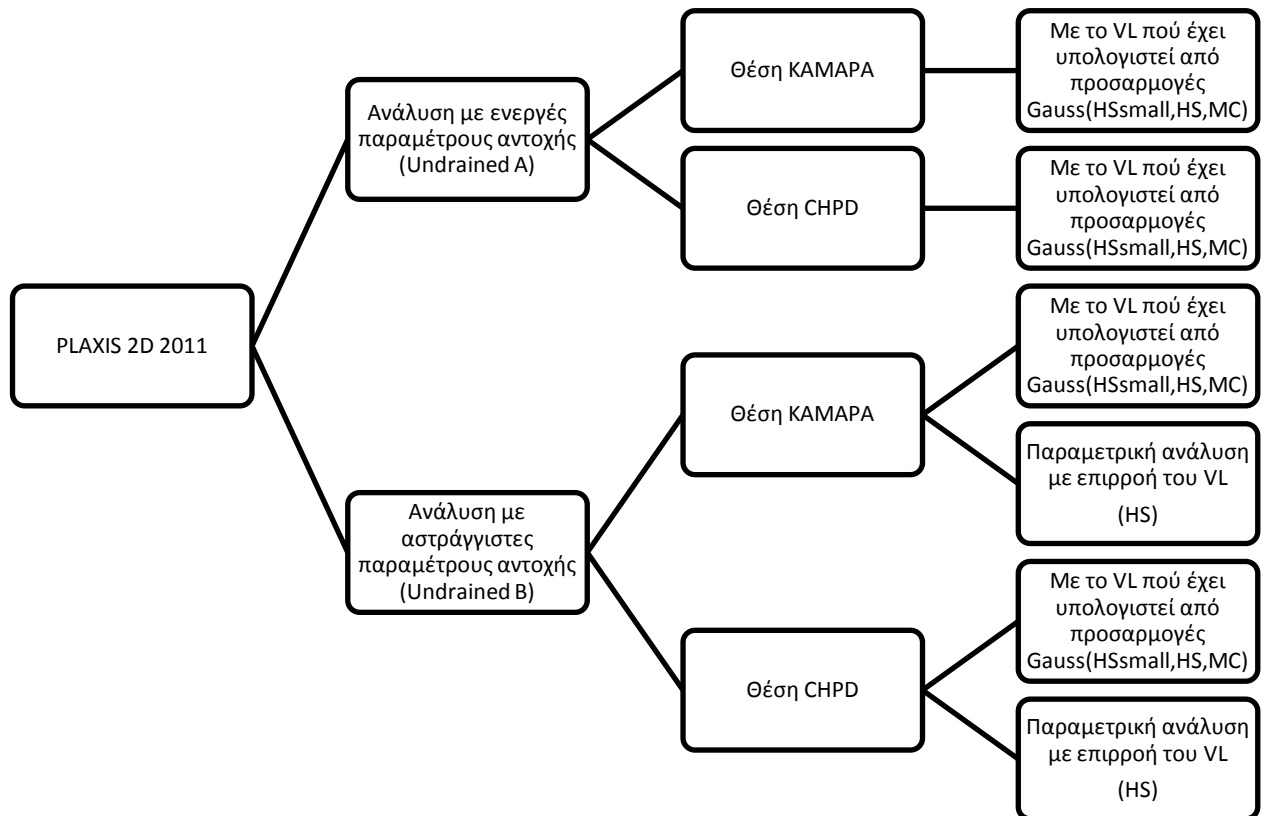 PLAXIS 2D 2011
Ανάλυση με ενεργές
παραμέτρους αντοχής
(Undrained A)
Θέση ΚΑΜΑΡΑ
Με το VL πού έχει
υπολογιστεί από
προσαρμογές
Gauss(HSsmall,HS,MC)
Θέση CHPD
Με το VL πού έχει
υπολογιστεί από
προσαρμογές
Gauss(HSsmall,HS,MC)
Ανάλυση με
αστράγγιστες
παραμέτρους αντοχής
(Undrained B)
Θέση ΚΑΜΑΡΑ
Με το VL πού έχει
υπολογιστεί από
προσαρμογές
Gauss(HSsmall,HS,MC)
Παραμετρική ανάλυση
με επιρροή του VL
(HS)
Θέση CHPD
Με το VL πού έχει
υπολογιστεί από
προσαρμογές
Gauss(HSsmall,HS,MC)
Παραμετρική ανάλυση
με επιρροή του VL
(HS)